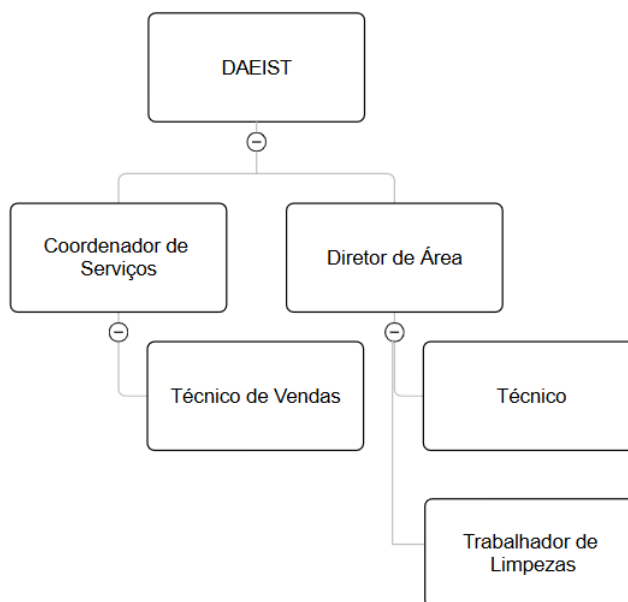 DAEIST
Coordenador de
Serviços
Diretor de Área
Técnico de Vendas
Técnico
Trabalhador de
Limpezas